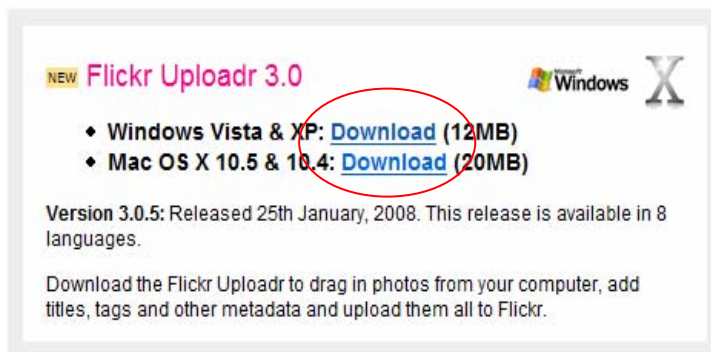 NEW Flickr Uploadr 3.0
Microsoft
Windows
X
• Windows Vista & XP: Download (12MB)
• Mac OS X 10.5 & 10.4: Download (20MB)
Version 3.0.5: Released 25th January, 2008. This release is available in 8
languages.
Download the Flickr Uploadr to drag in photos from your computer, add
titles, tags and other metadata and upload them all to Flickr.